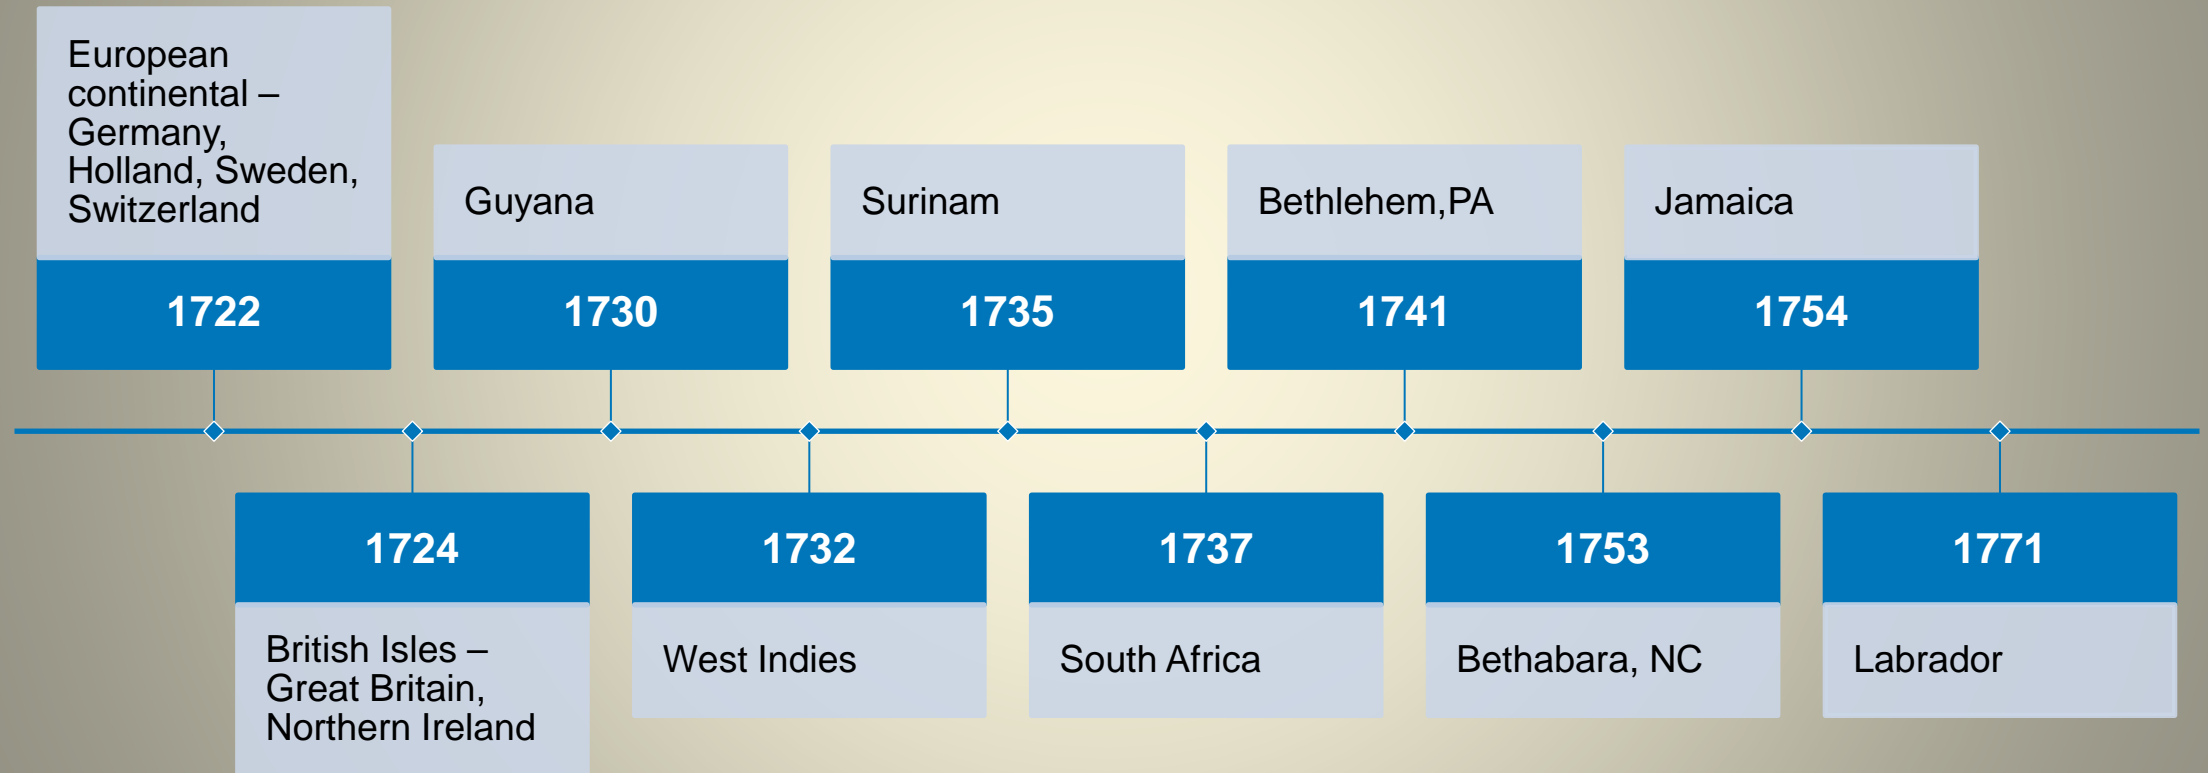 European
continental –
Germany,
Holland, Sweden,
Switzerland
1722
1724
British Isles –
Great Britain,
Northern Ireland
Guyana
1730
1732
West Indies
Surinam
1735
1737
South Africa
Bethlehem,PA
1741
1753
Bethabara, NC
Jamaica
1754
1771
Labrador